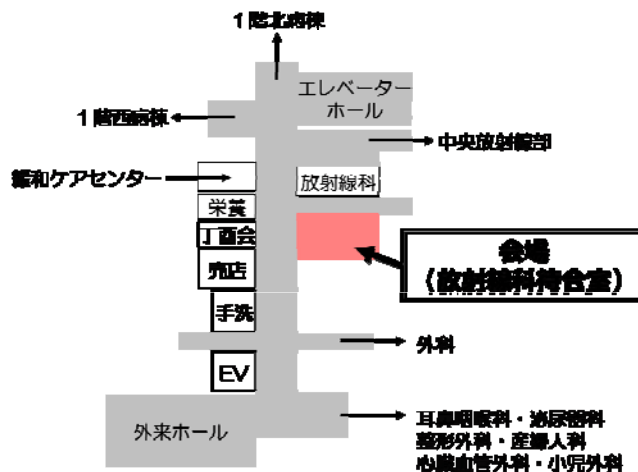 1階北病棟
エレベーター
ホール
1階西病棟
中央放射線部
緩和ケアセンター
放射線科
栄養
丁酉会
会場
(放射線科待合室)
売店
手洗
外科
EV
外来ホール
耳鼻咽喉科・泌尿器科
整形外科・産婦人科
心臓血管外科・小児外科